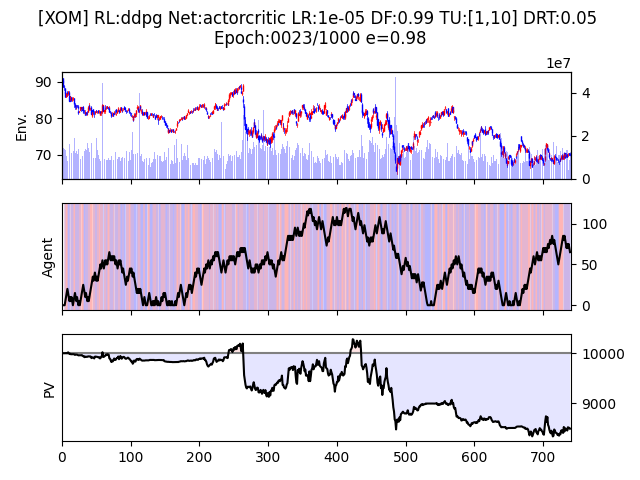 [XOM] RL:ddpg Net:actorcritic LR:1e-05 DF:0.99 TU:[1,10] DRT:0.05
Epoch:0023/1000 e=0.98
1e7
90
80
70
Env.
4
2
0
Agent
100
50
0
PV
10000
9000
0 100 200 300 400 500 600 700